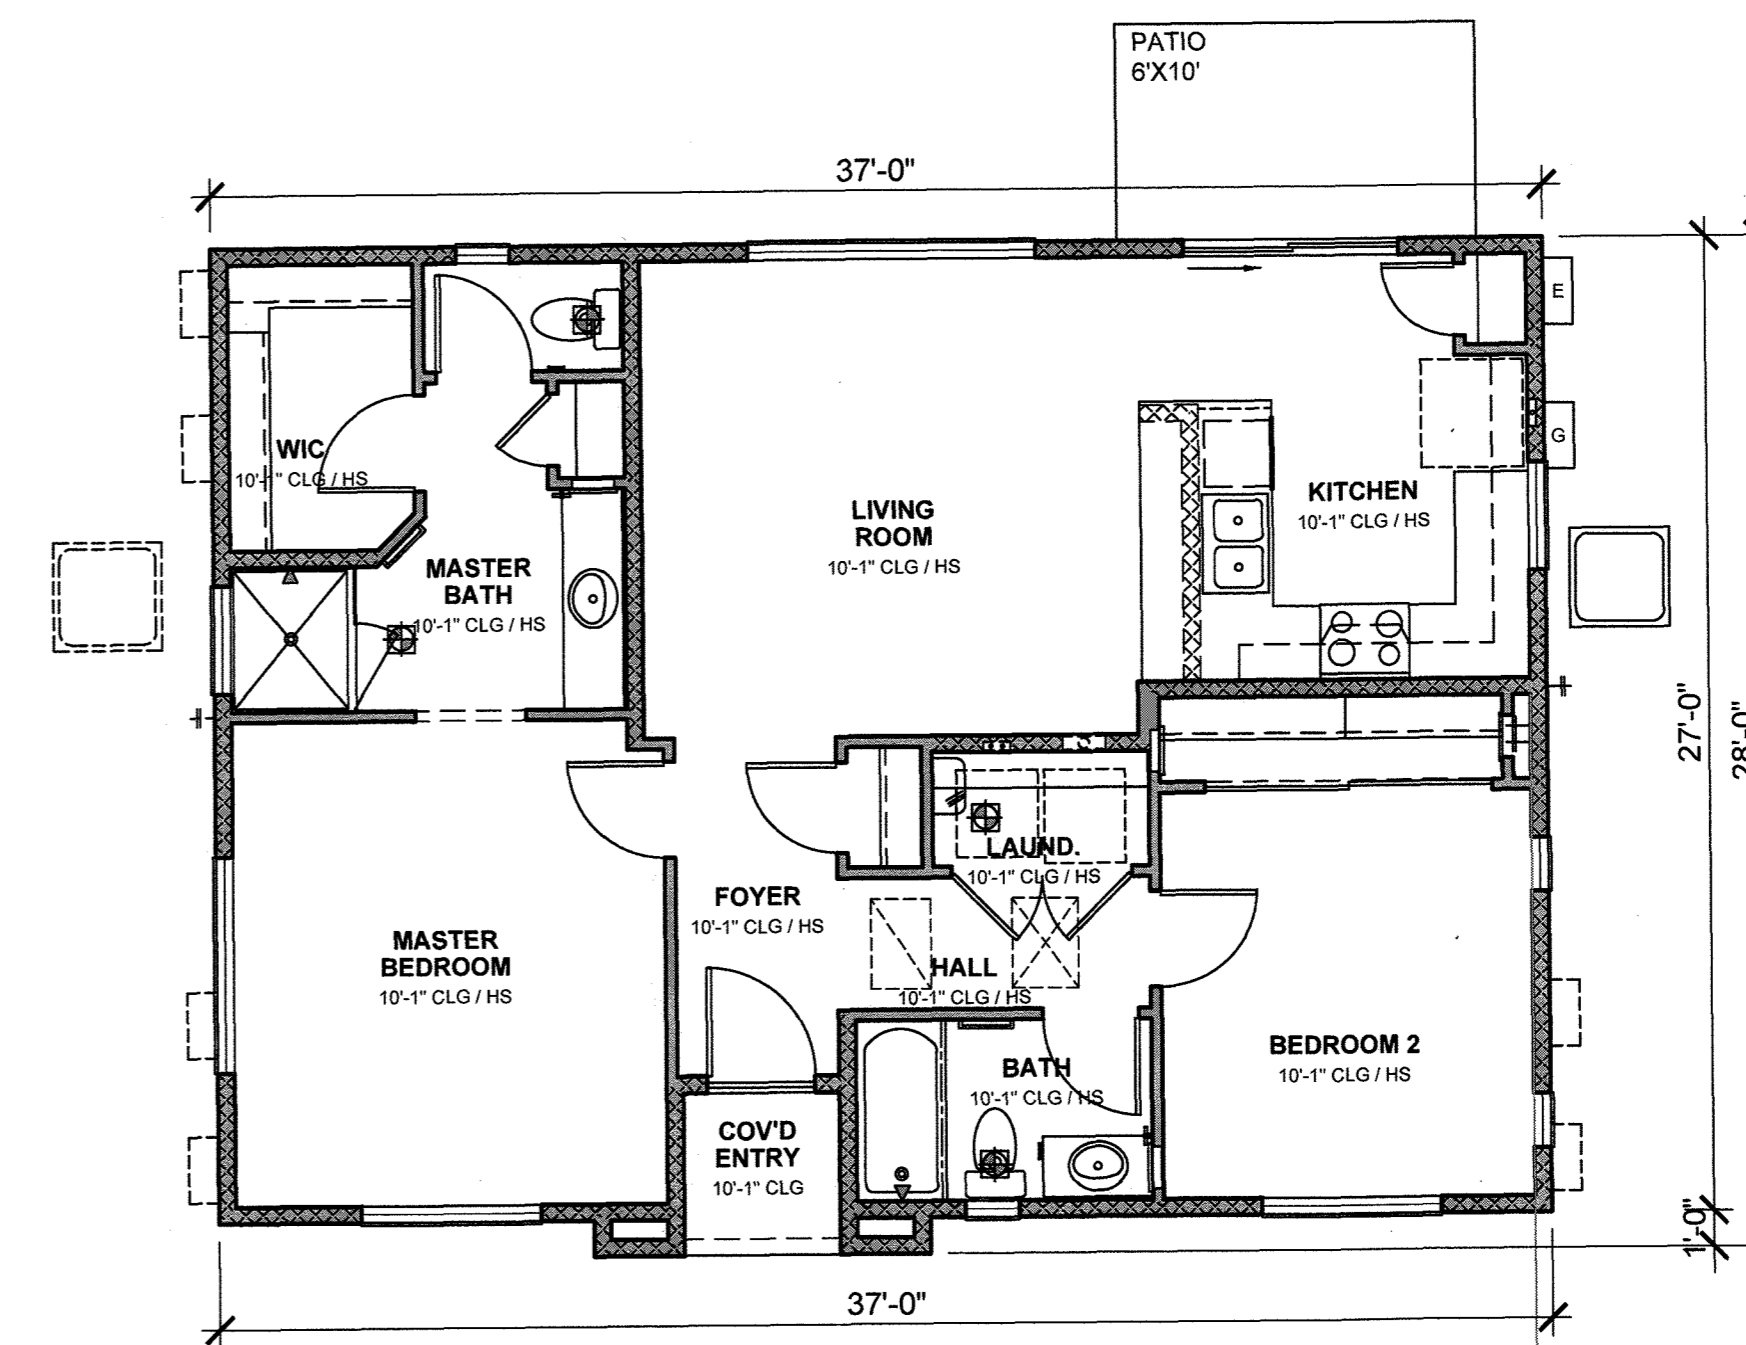 PATIO
6'X10'
37'-0"
E
G
WIC
10'-1" CLG / HS
KITCHEN
10'-1" CLG / HS
LIVING
ROOM
10'-1" CLG / HS
MASTER
BATH
10'-1" CLG / HS
27'-0"
28'-0"
LAUND.
10'-1" CLG / HS
FOYER
10'-1" CLG / HS
MASTER
BEDROOM
10'-1" CLG / HS
HALL
10'-1" CLG / HS
BEDROOM 2
10'-1" CLG / HS
BATH
10'-1" CLG / HS
COV'D
ENTRY
10'-1" CLG
1'-0"
37'-0"